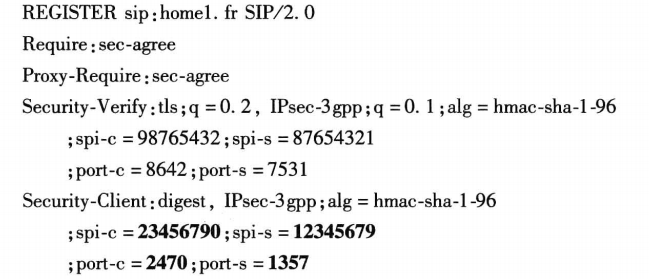 REGISTER sip:home1. fr SIP/2. 0
Require:sec-agree
Proxy-Require:sec-agree
Security-Verify:tls;q = 0. 2, IPsec-3gpp;q = 0. 1;alg = hmac-sha-1-96
;spi-c = 98765432;spi-s = 87654321
;port-c = 8642;port-s = 7531
Security-Client:digest, IPsec-3gpp;alg = hmac-sha-1-96
;spi-c = 23456790;spi-s = 12345679
;port-c = 2470;port-s = 1357